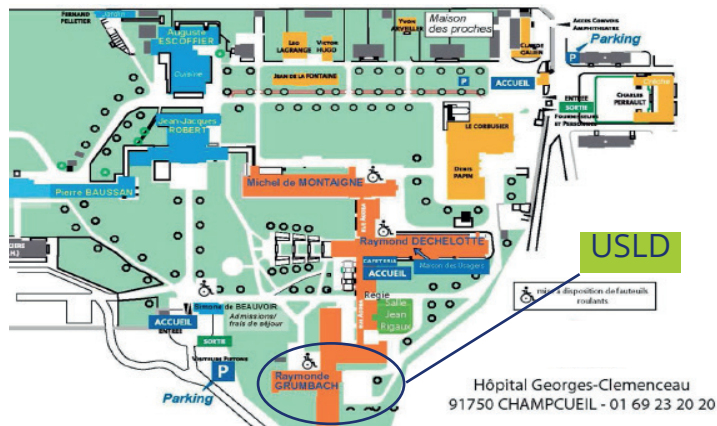 FERNAND
PELLETIER
Jardin
Auguste
ESCOFFIER
Cuisine
LEO
LAGRANGE
VICTOR
HUGO
YVON
ARVEILLER
Maison
des proches
CLAUDE
GALIEN
ACCES CONVOIS
AMPHITHEATRE
Parking
P
JEAN DE LA FONTAINE
P
ACCUEIL
Crèche
CHARLES
PERRAULT
ENTREE
SORTIE
FOURNISSEURS
ET PERSONNEL
Jean-Jacques
ROBERT
LE CORBUSIER
DENIS
PAPIN
Pierre BAUSSAN
Michel de MONTAIGNE
Raymond DECHELOTTE
CAFETERIA
ACCUEIL
Maison des Usagers
USLD
mise à disposition de fauteuils
roulants
Régie
Salle
Jean
Rigaux
Simone de BEAUVOIR
Admissions/
frais de séjour
ACCUEIL
ENTREE
SORTIE
VISITEURS PIETONS
P
Parking
Raymonde
GRUMBACH
Hôpital Georges-Clemenceau
91750 CHAMPCUEIL - 01 69 23 20 20